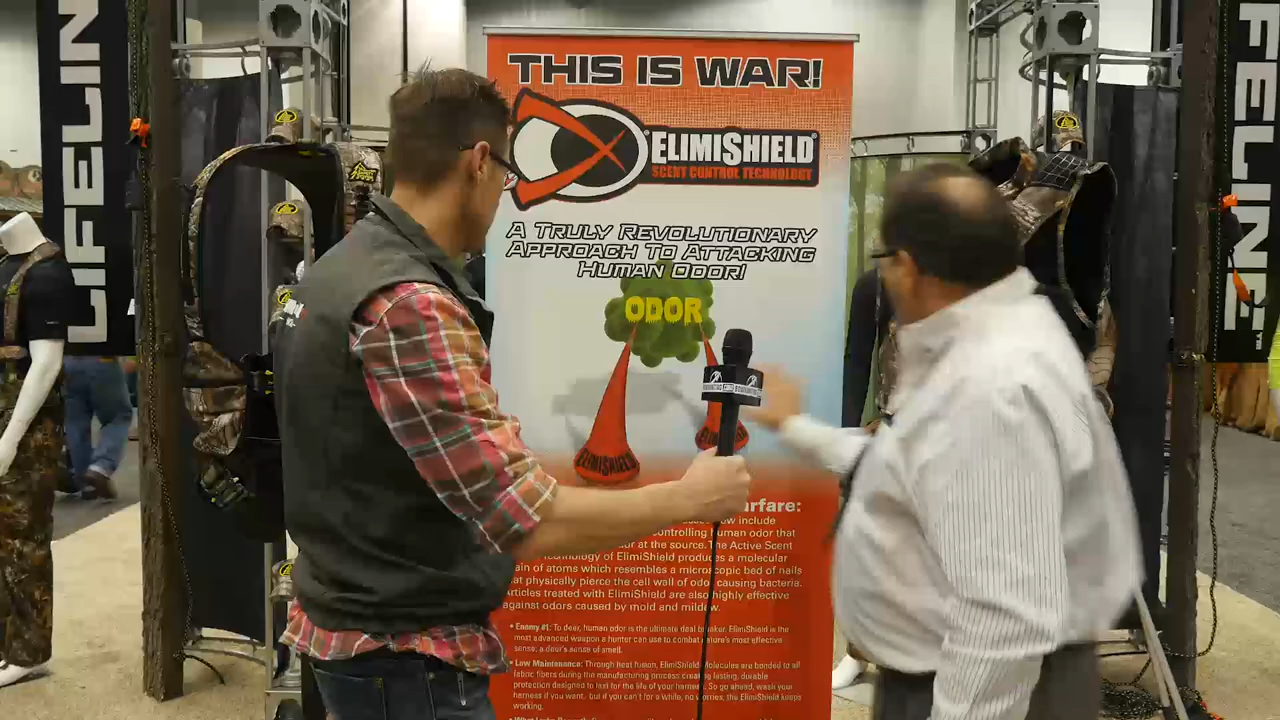 LIFELIN
FELINE™
THIS IS WAR!
ELIMISHIELD®
SCENT CONTROL TECHNOLOGY
A TRULY REVOLUTIONARY
APPROACH TO ATTACKING
HUMAN ODOR!
ODOR
ELIMISHIELD
arfare:
ow include
controlling human odor that
or at the source. The Active Scent
hnology of ElimiShield produces a molecular
ain of atoms which resembles a microscopic bed of nails
at physically pierce the cell wall of odor causing bacteria.
Articles treated with ElimiShield are also highly effective
against odors caused by mold and mildew.
• Enemy #1: To deer, human odor is the ultimate deal breaker. ElimiShield is the
most advanced weapon a hunter can use to combat nature's most effective
sense; a deer's sense of smell.
• Low Maintenance: Through heat fusion, ElimiShield Molecules are bonded to all
fabric fibers during the manufacturing process creating lasting, durable
protection designed to last for the life of your harness. So go ahead, wash your
harness if you want, but if you can't for a while, no worries, the ElimiShield keeps
working.